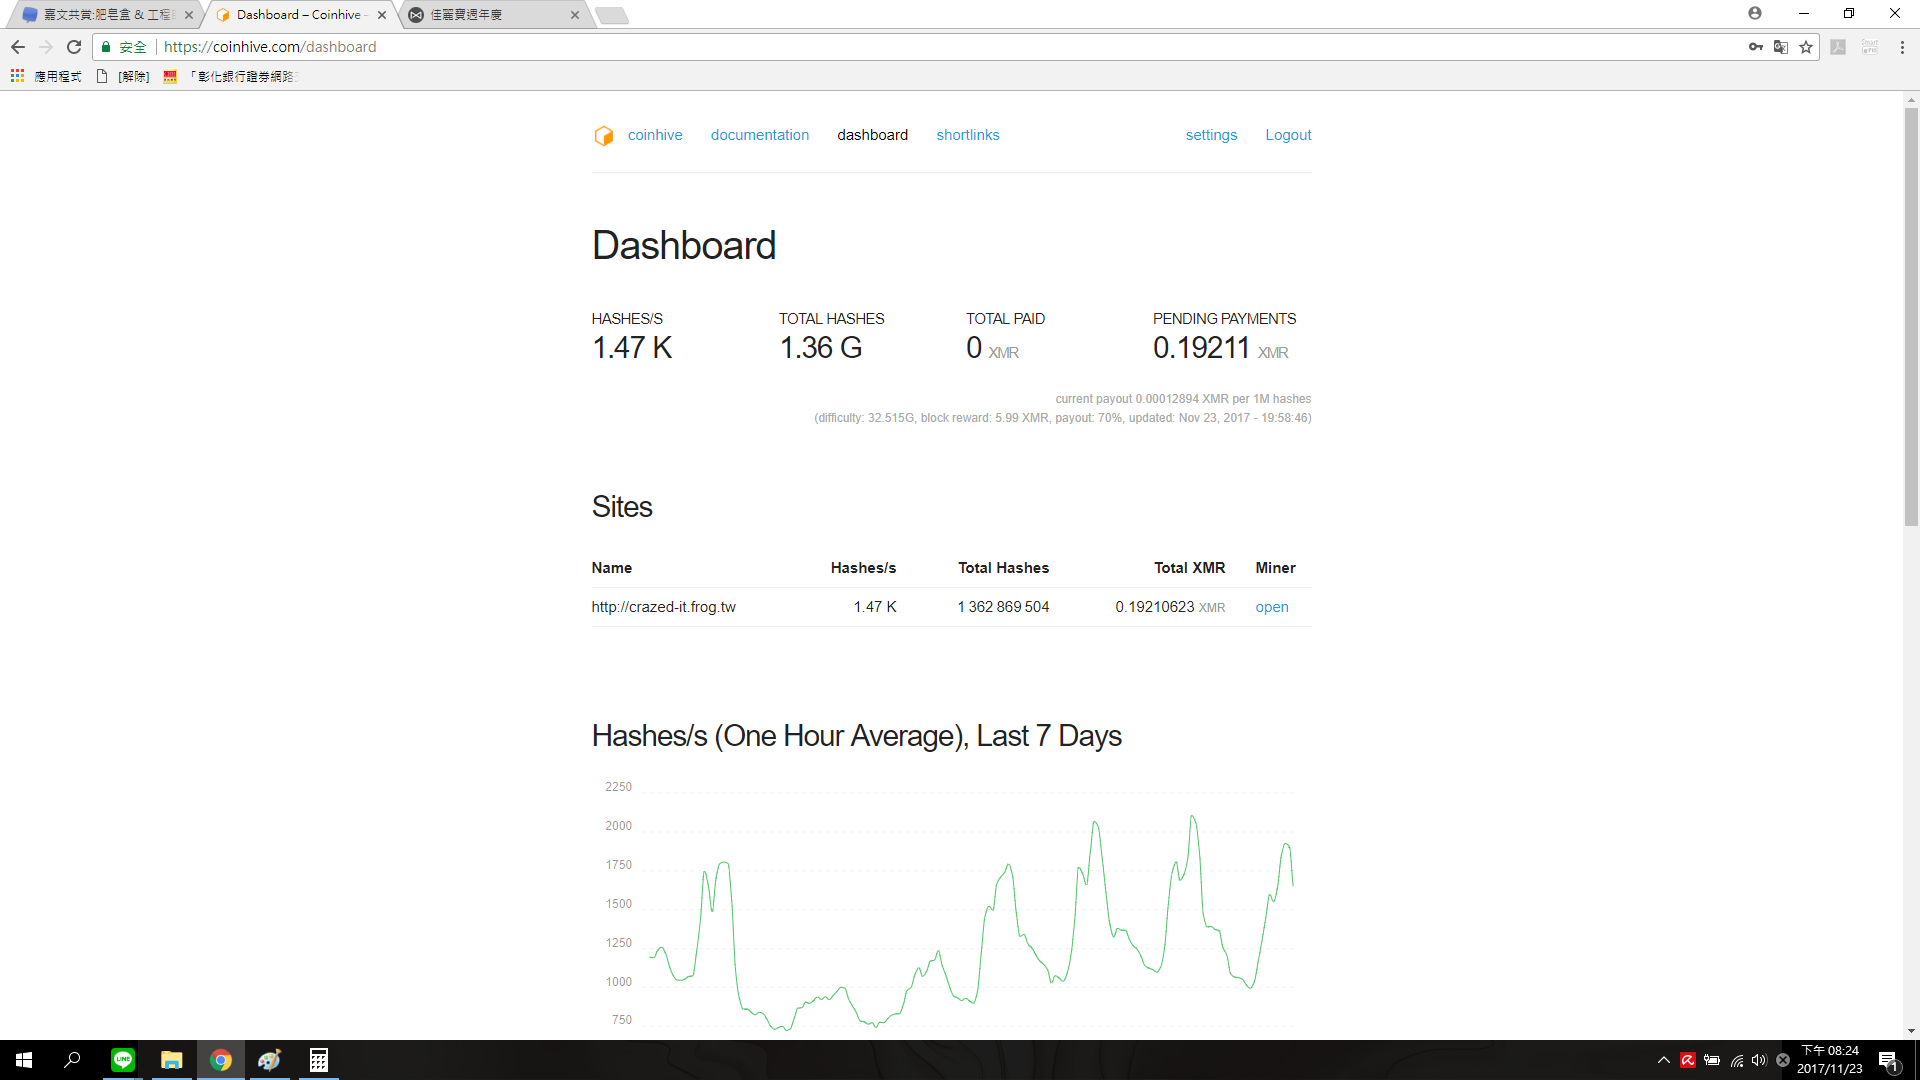 嘉文共赏:肥皂盒 & 工程
Dashboard – Coinhive -
佳麗寶週年慶
安全 https://coinhive.com/dashboard
應用程式 [解除] 「彰化銀行證券網路
coinhive documentation dashboard shortlinks settings Logout
Dashboard
HASHES/S TOTAL HASHES TOTAL PAID PENDING PAYMENTS
1.47 K 1.36 G 0 XMR 0.19211 XMR
current payout 0.00012894 XMR per 1M hashes
(difficulty: 32.515G, block reward: 5.99 XMR, payout: 70%, updated: Nov 23, 2017 - 19:58:46)
Sites
Name Hashes/s Total Hashes Total XMR Miner
http://crazed-it.frog.tw 1.47 K 1 362 869 504 0.19210623 XMR open
Hashes/s (One Hour Average), Last 7 Days
2250
2000
1750
1500
1250
1000
750
LINE
下午 08:24
2017/11/23
1